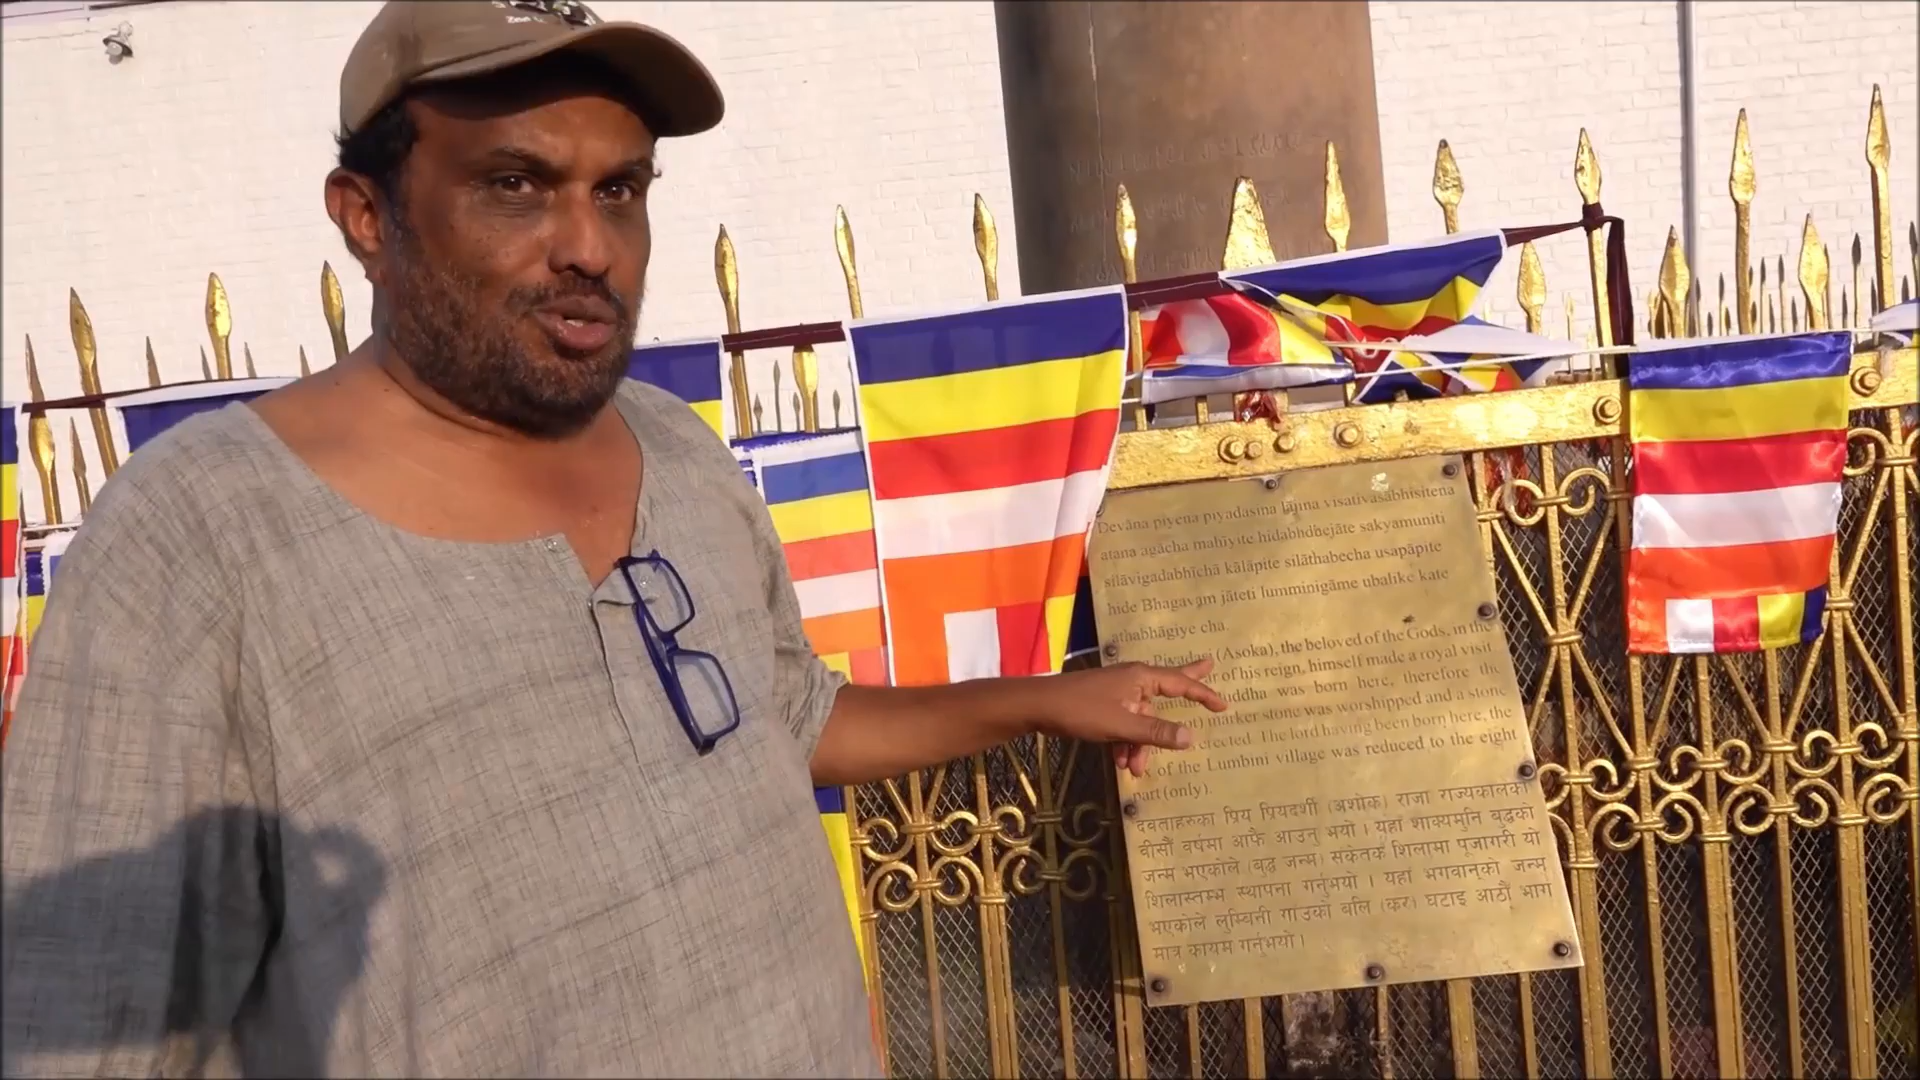 Devāna piyena piyadasina lājina visativasābhisitena
atana agācha mahīyite hidabhdhejāte sakyamuniti
silāvigadabhīchā kālāpite silāthabecha usapāpite
hide Bhagavaṃ jāteti lumminigāme ubalike kate
athabhāgiye cha.
Piyadasi (Asoka), the beloved of the Gods, in the
of his reign, himself made a royal visit
was born here, therefore the
marker stone was worshipped and a stone
erected. The lord having been born here, the
of the Lumbini village was reduced to the eight
part (only).
देवताहरुका प्रिय प्रियदर्शी (अशोक) राजा राज्यकालको
वीसौं वर्षमा आफै आउनु भयो । यहाँ शाक्यमुनि बुद्धको
जन्म भएकोले (बुद्ध जन्म) संकेतक शिलामा पूजागरी यो
शिलास्तम्भ स्थापना गर्नुभयो । यहाँ भगवानको जन्म
भएकोले लुम्बिनी गाउँको बलि (कर) घटाइ आठौं भाग
मात्र कायम गर्नुभयो ।